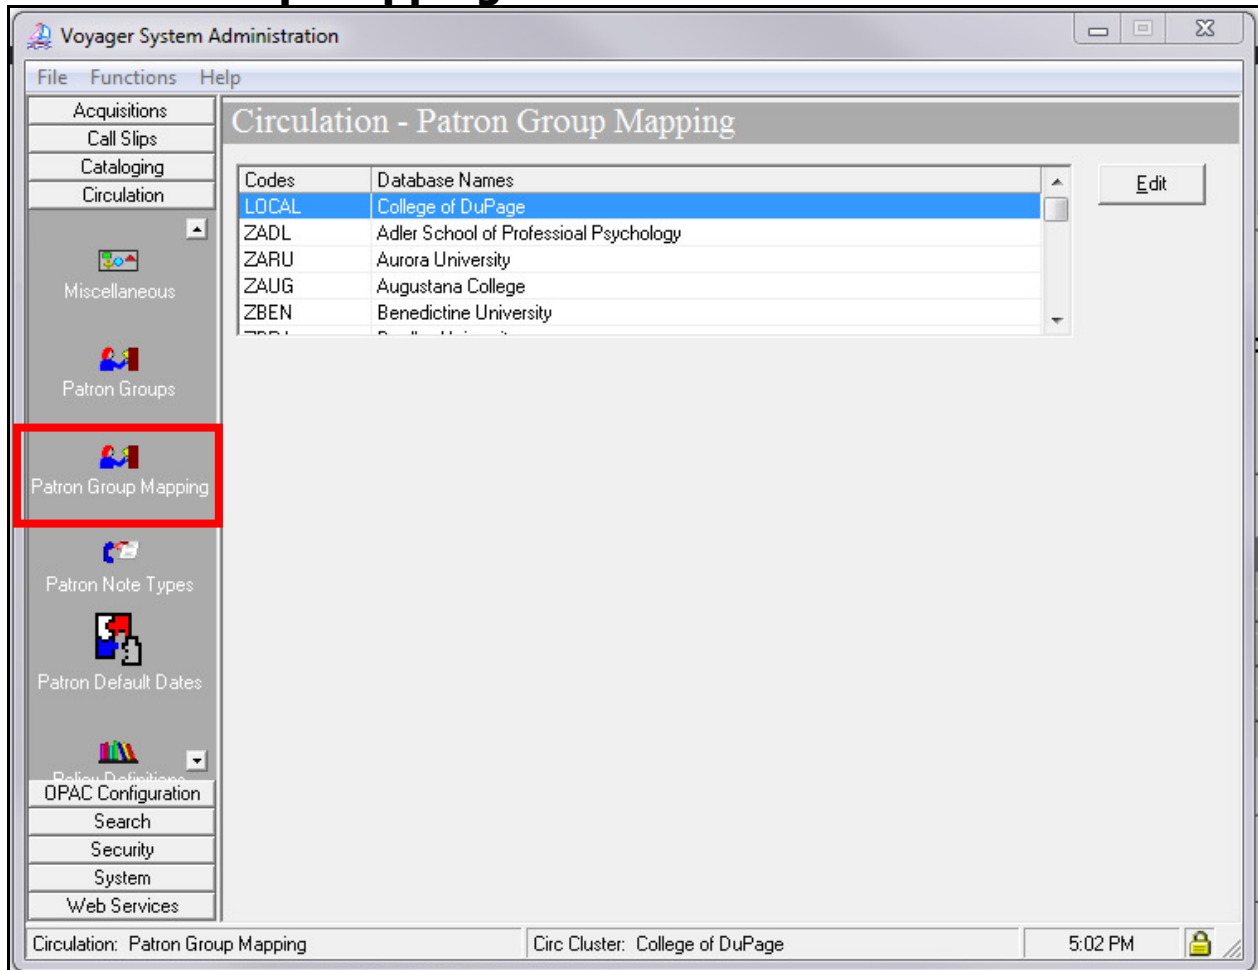 Voyager System Administration
File Functions Help
Acquisitions
Call Slips
Cataloging
Circulation
Miscellaneous
Patron Groups
Patron Group Mapping
Patron Note Types
Patron Default Dates
Policy Definitions
OPAC Configuration
Search
Security
System
Web Services
Circulation - Patron Group Mapping
Codes Database Names
LOCAL College of DuPage
ZADL Adler School of Professioal Psychology
ZARU Aurora University
ZAUG Augustana College
ZBEN Benedictine University
Edit
Circulation: Patron Group Mapping
Circ Cluster: College of DuPage
5:02 PM